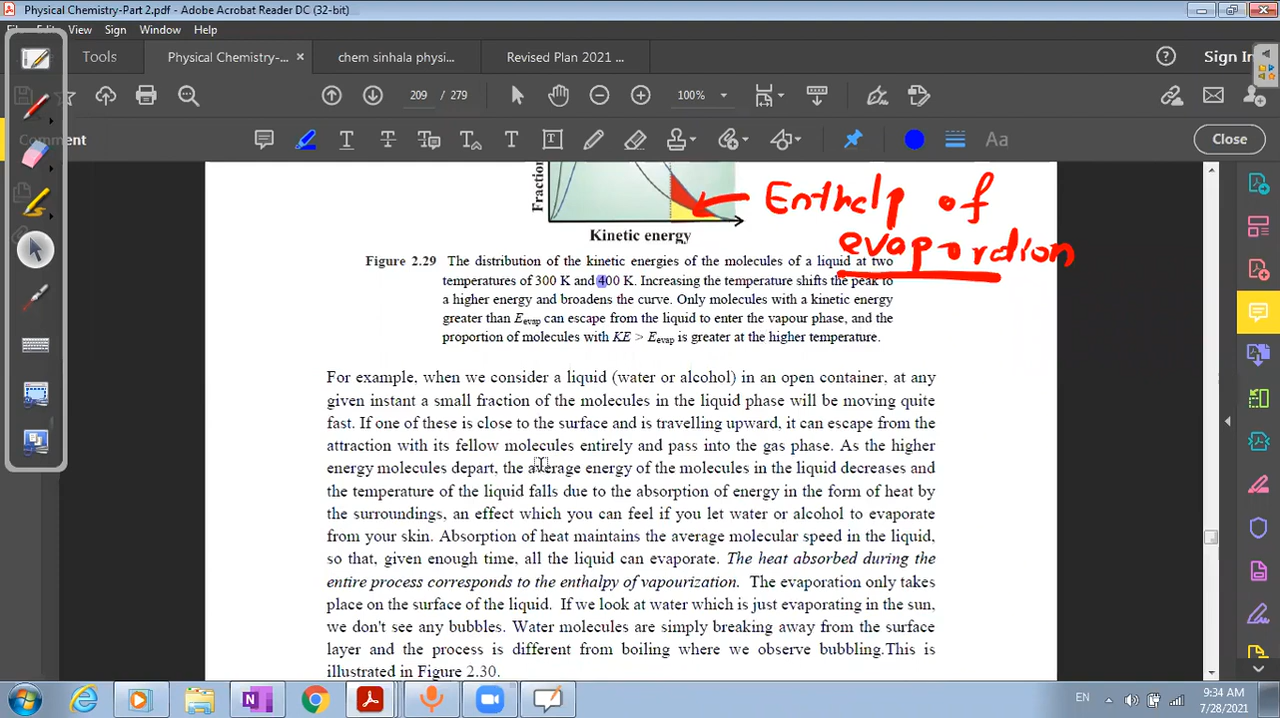 Physical Chemistry-Part 2.pdf - Adobe Acrobat Reader DC (32-bit)
View Sign Window Help
Tools
Physical Chemistry-...
chem sinhala physi...
Revised Plan 2021 ...
Sign In
209 / 279
100%
Comment
Aa
Close
Fraction
Enthelp of
evaporation
Kinetic energy
Figure 2.29 The distribution of the kinetic energies of the molecules of a liquid at two
temperatures of 300 K and 400 K. Increasing the temperature shifts the peak to
a higher energy and broadens the curve. Only molecules with a kinetic energy
greater than Eevap can escape from the liquid to enter the vapour phase, and the
proportion of molecules with KE > Eevap is greater at the higher temperature.
For example, when we consider a liquid (water or alcohol) in an open container, at any
given instant a small fraction of the molecules in the liquid phase will be moving quite
fast. If one of these is close to the surface and is travelling upward, it can escape from the
attraction with its fellow molecules entirely and pass into the gas phase. As the higher
energy molecules depart, the average energy of the molecules in the liquid decreases and
the temperature of the liquid falls due to the absorption of energy in the form of heat by
the surroundings, an effect which you can feel if you let water or alcohol to evaporate
from your skin. Absorption of heat maintains the average molecular speed in the liquid,
so that, given enough time, all the liquid can evaporate. The heat absorbed during the
entire process corresponds to the enthalpy of vapourization. The evaporation only takes
place on the surface of the liquid. If we look at water which is just evaporating in the sun,
we don't see any bubbles. Water molecules are simply breaking away from the surface
layer and the process is different from boiling where we observe bubbling.This is
illustrated in Figure 2.30.
EN
9:34 AM
7/28/2021